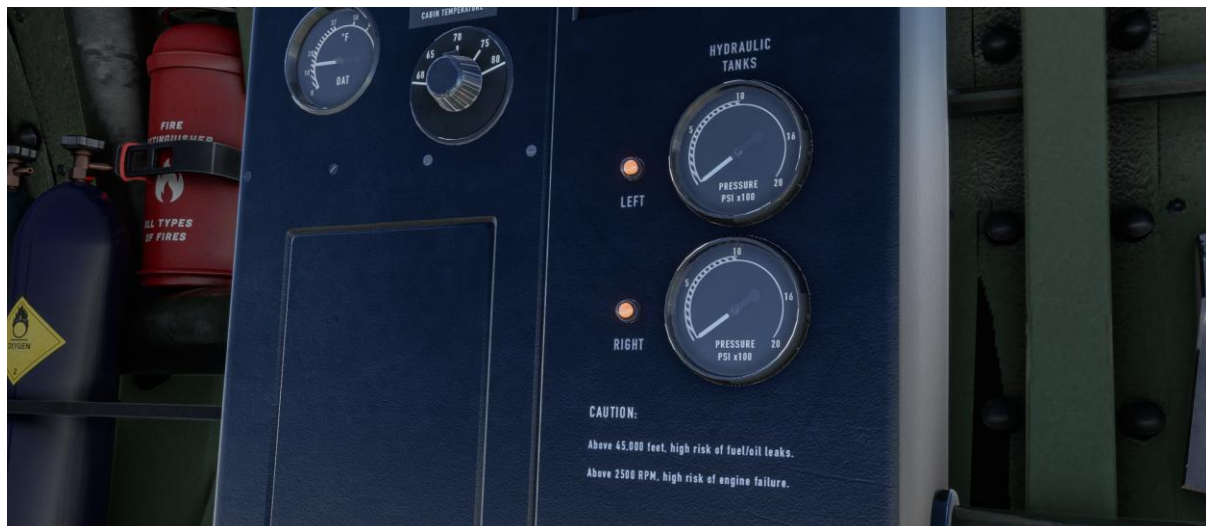 CABIN TEMPERATURE
°F
OAT
60
65
70
75
80
HYDRAULIC
TANKS
5
10
16
20
PRESSURE
PSI x100
LEFT
5
10
16
20
PRESSURE
PSI x100
RIGHT
CAUTION:
Above 45,000 feet, high risk of fuel/oil leaks.
Above 2500 RPM, high risk of engine failure.
FIRE
ALL TYPES
OF FIRES
OXYGEN
2